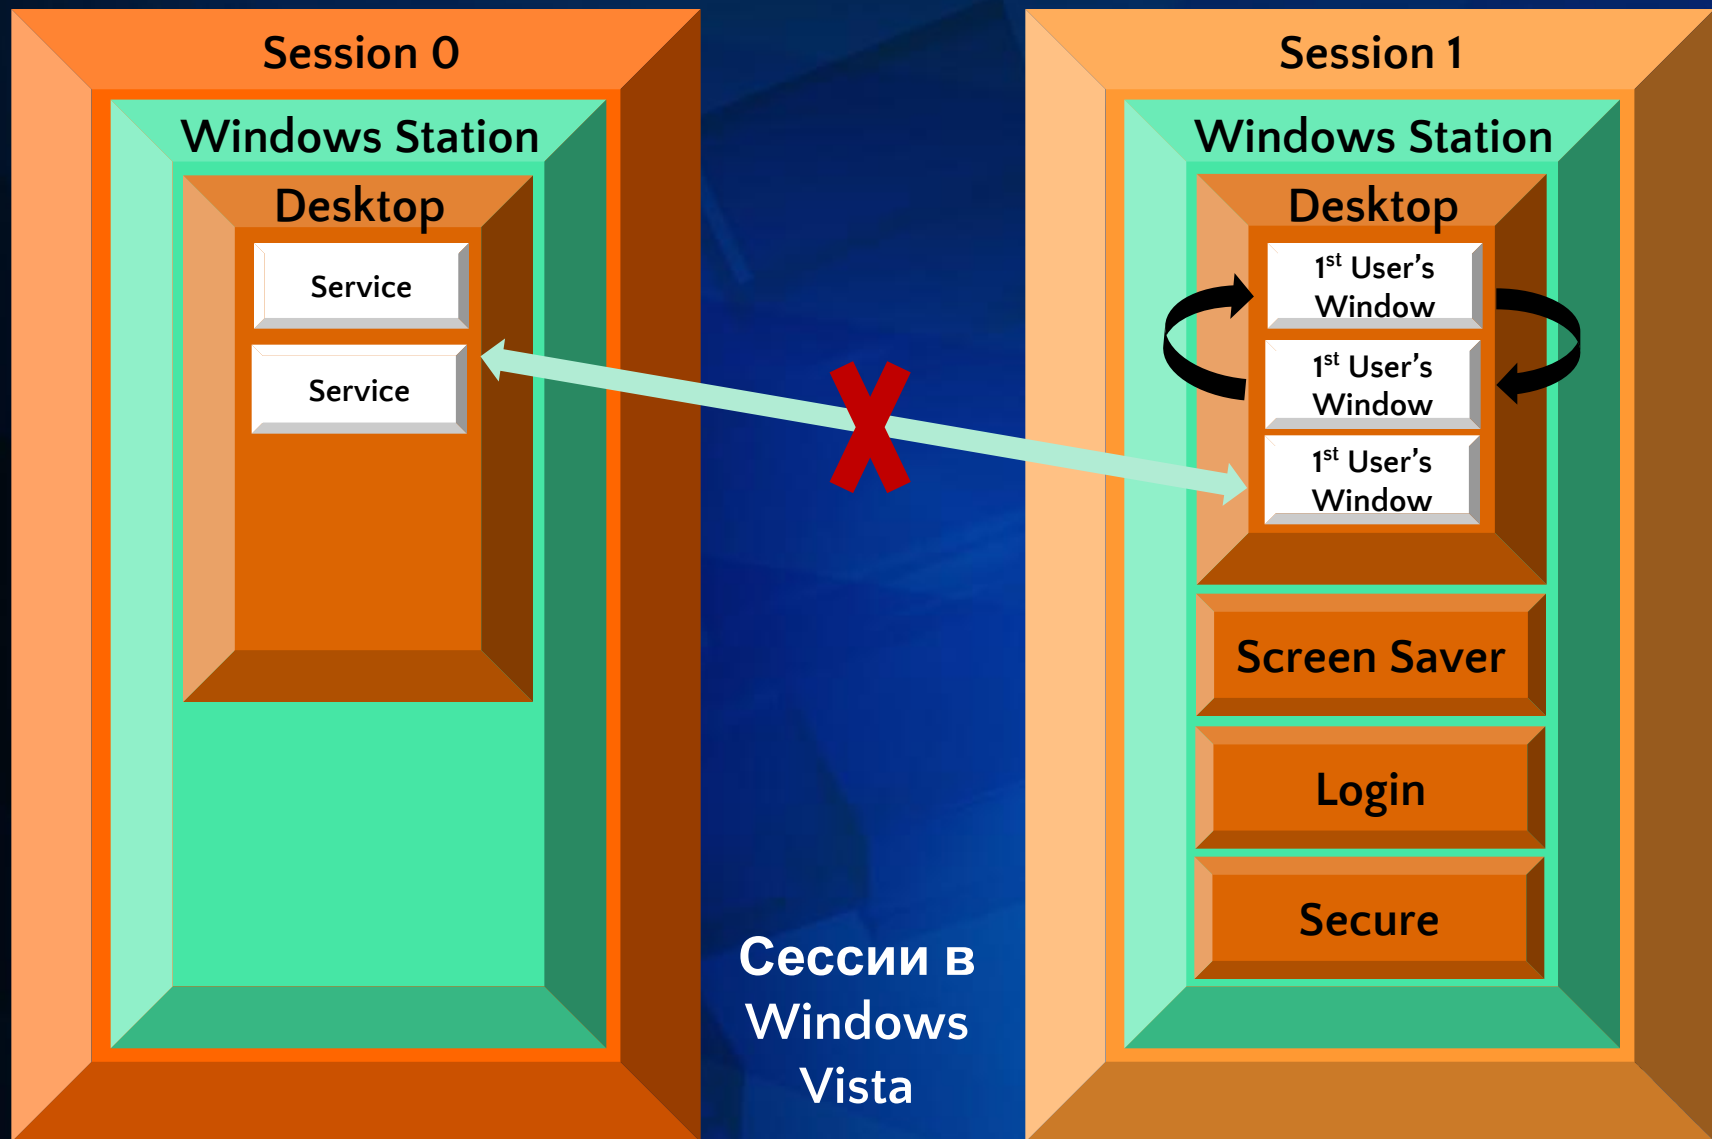 Session 0
Windows Station
Desktop
Service
Service
Session 1
Windows Station
Desktop
1st User's
Window
1st User's
Window
1st User's
Window
Screen Saver
Login
Secure
Сессии в
Windows
Vista